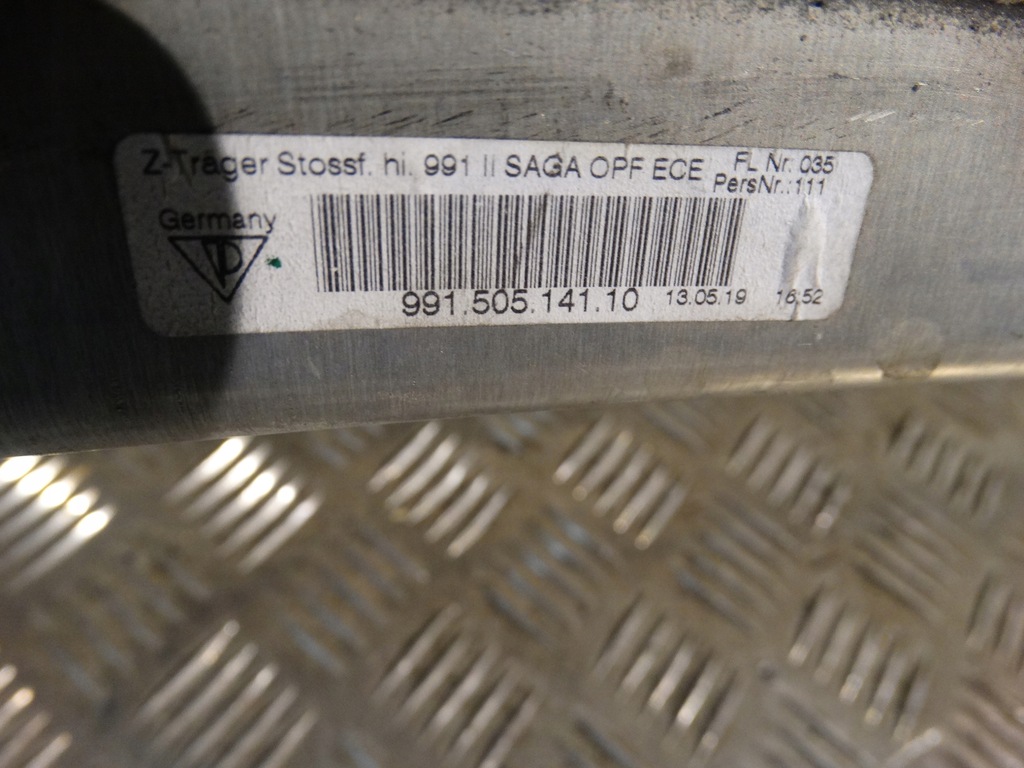 Z-Träger Stossf. hi. 991 II SAGA OPF ECE FL Nr. 035
PersNr.:111
Germany
991.505.141.10 13.05.19 16:52